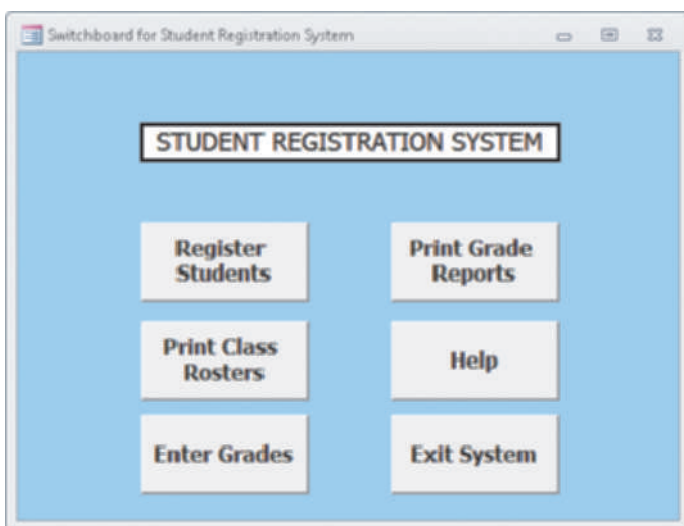 Switchboard for Student Registration System
STUDENT REGISTRATION SYSTEM
Register
Students
Print Grade
Reports
Print Class
Rosters
Help
Enter Grades
Exit System